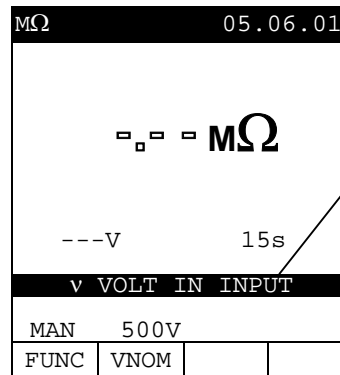 MΩ 05.06.01
-.- - MΩ
---V 15s
ν VOLT IN INPUT
MAN 500V
FUNC VNOM